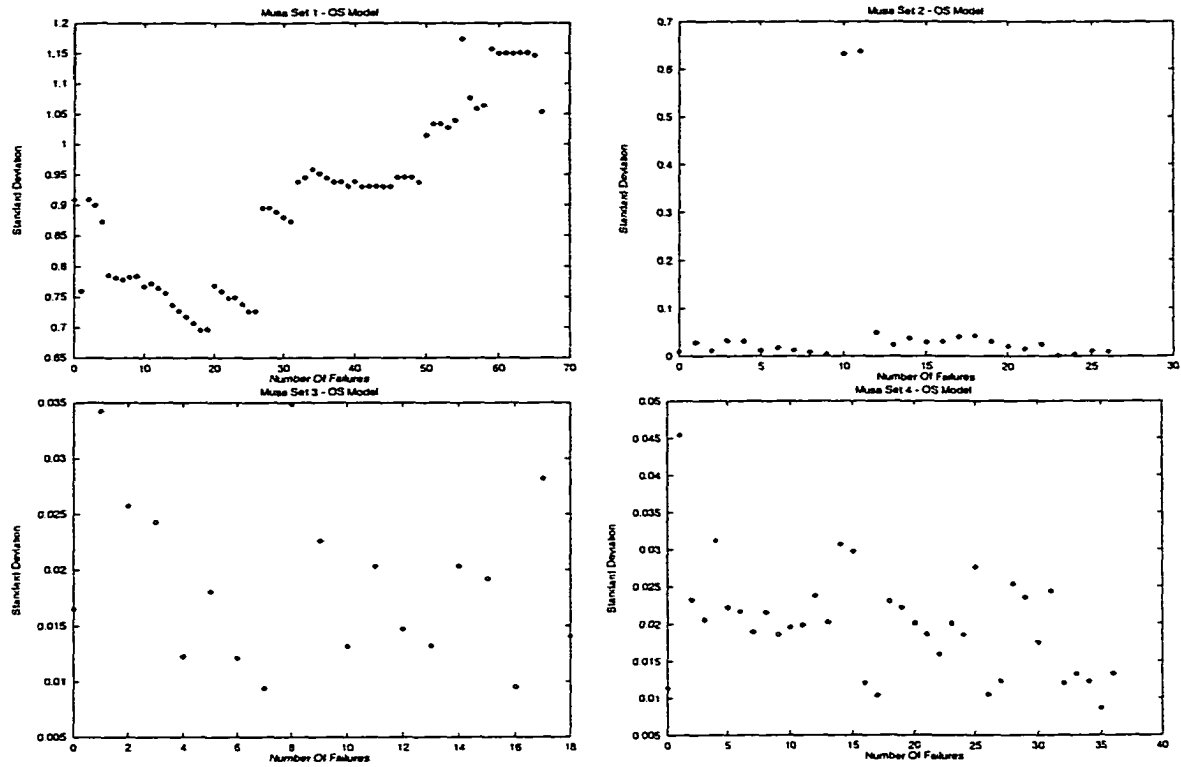 Musa Set 1 - OS Model
1.2
1.15
1.1
1.05
1
0.95
0.9
0.85
0.8
0.75
0.7
0.65
Standard Deviation
0 10 20 30 40 50 60 70
Number Of Failures
Musa Set 2 - OS Model
0.7
0.6
0.5
0.4
0.3
0.2
0.1
0
Standard Deviation
0 5 10 15 20 25 30
Number Of Failures
Musa Set 3 - OS Model
0.035
0.03
0.025
0.02
0.015
0.01
0.005
Standard Deviation
0 2 4 6 8 10 12 14 16 18
Number Of Failures
Musa Set 4 - OS Model
0.05
0.045
0.04
0.035
0.03
0.025
0.02
0.015
0.01
0.005
Standard Deviation
0 5 10 15 20 25 30 35 40
Number Of Failures